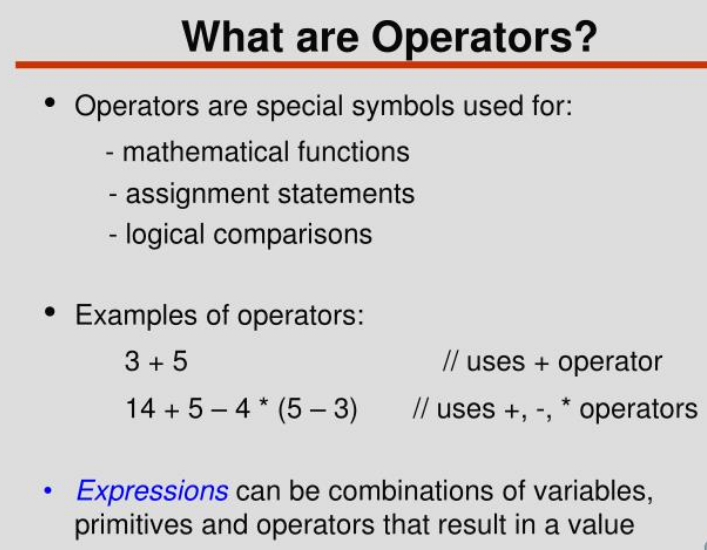 What are Operators?
• Operators are special symbols used for:
- mathematical functions
- assignment statements
- logical comparisons
• Examples of operators:
3 + 5 // uses + operator
14 + 5 – 4 * (5 – 3) // uses +, -, * operators
• Expressions can be combinations of variables,
primitives and operators that result in a value